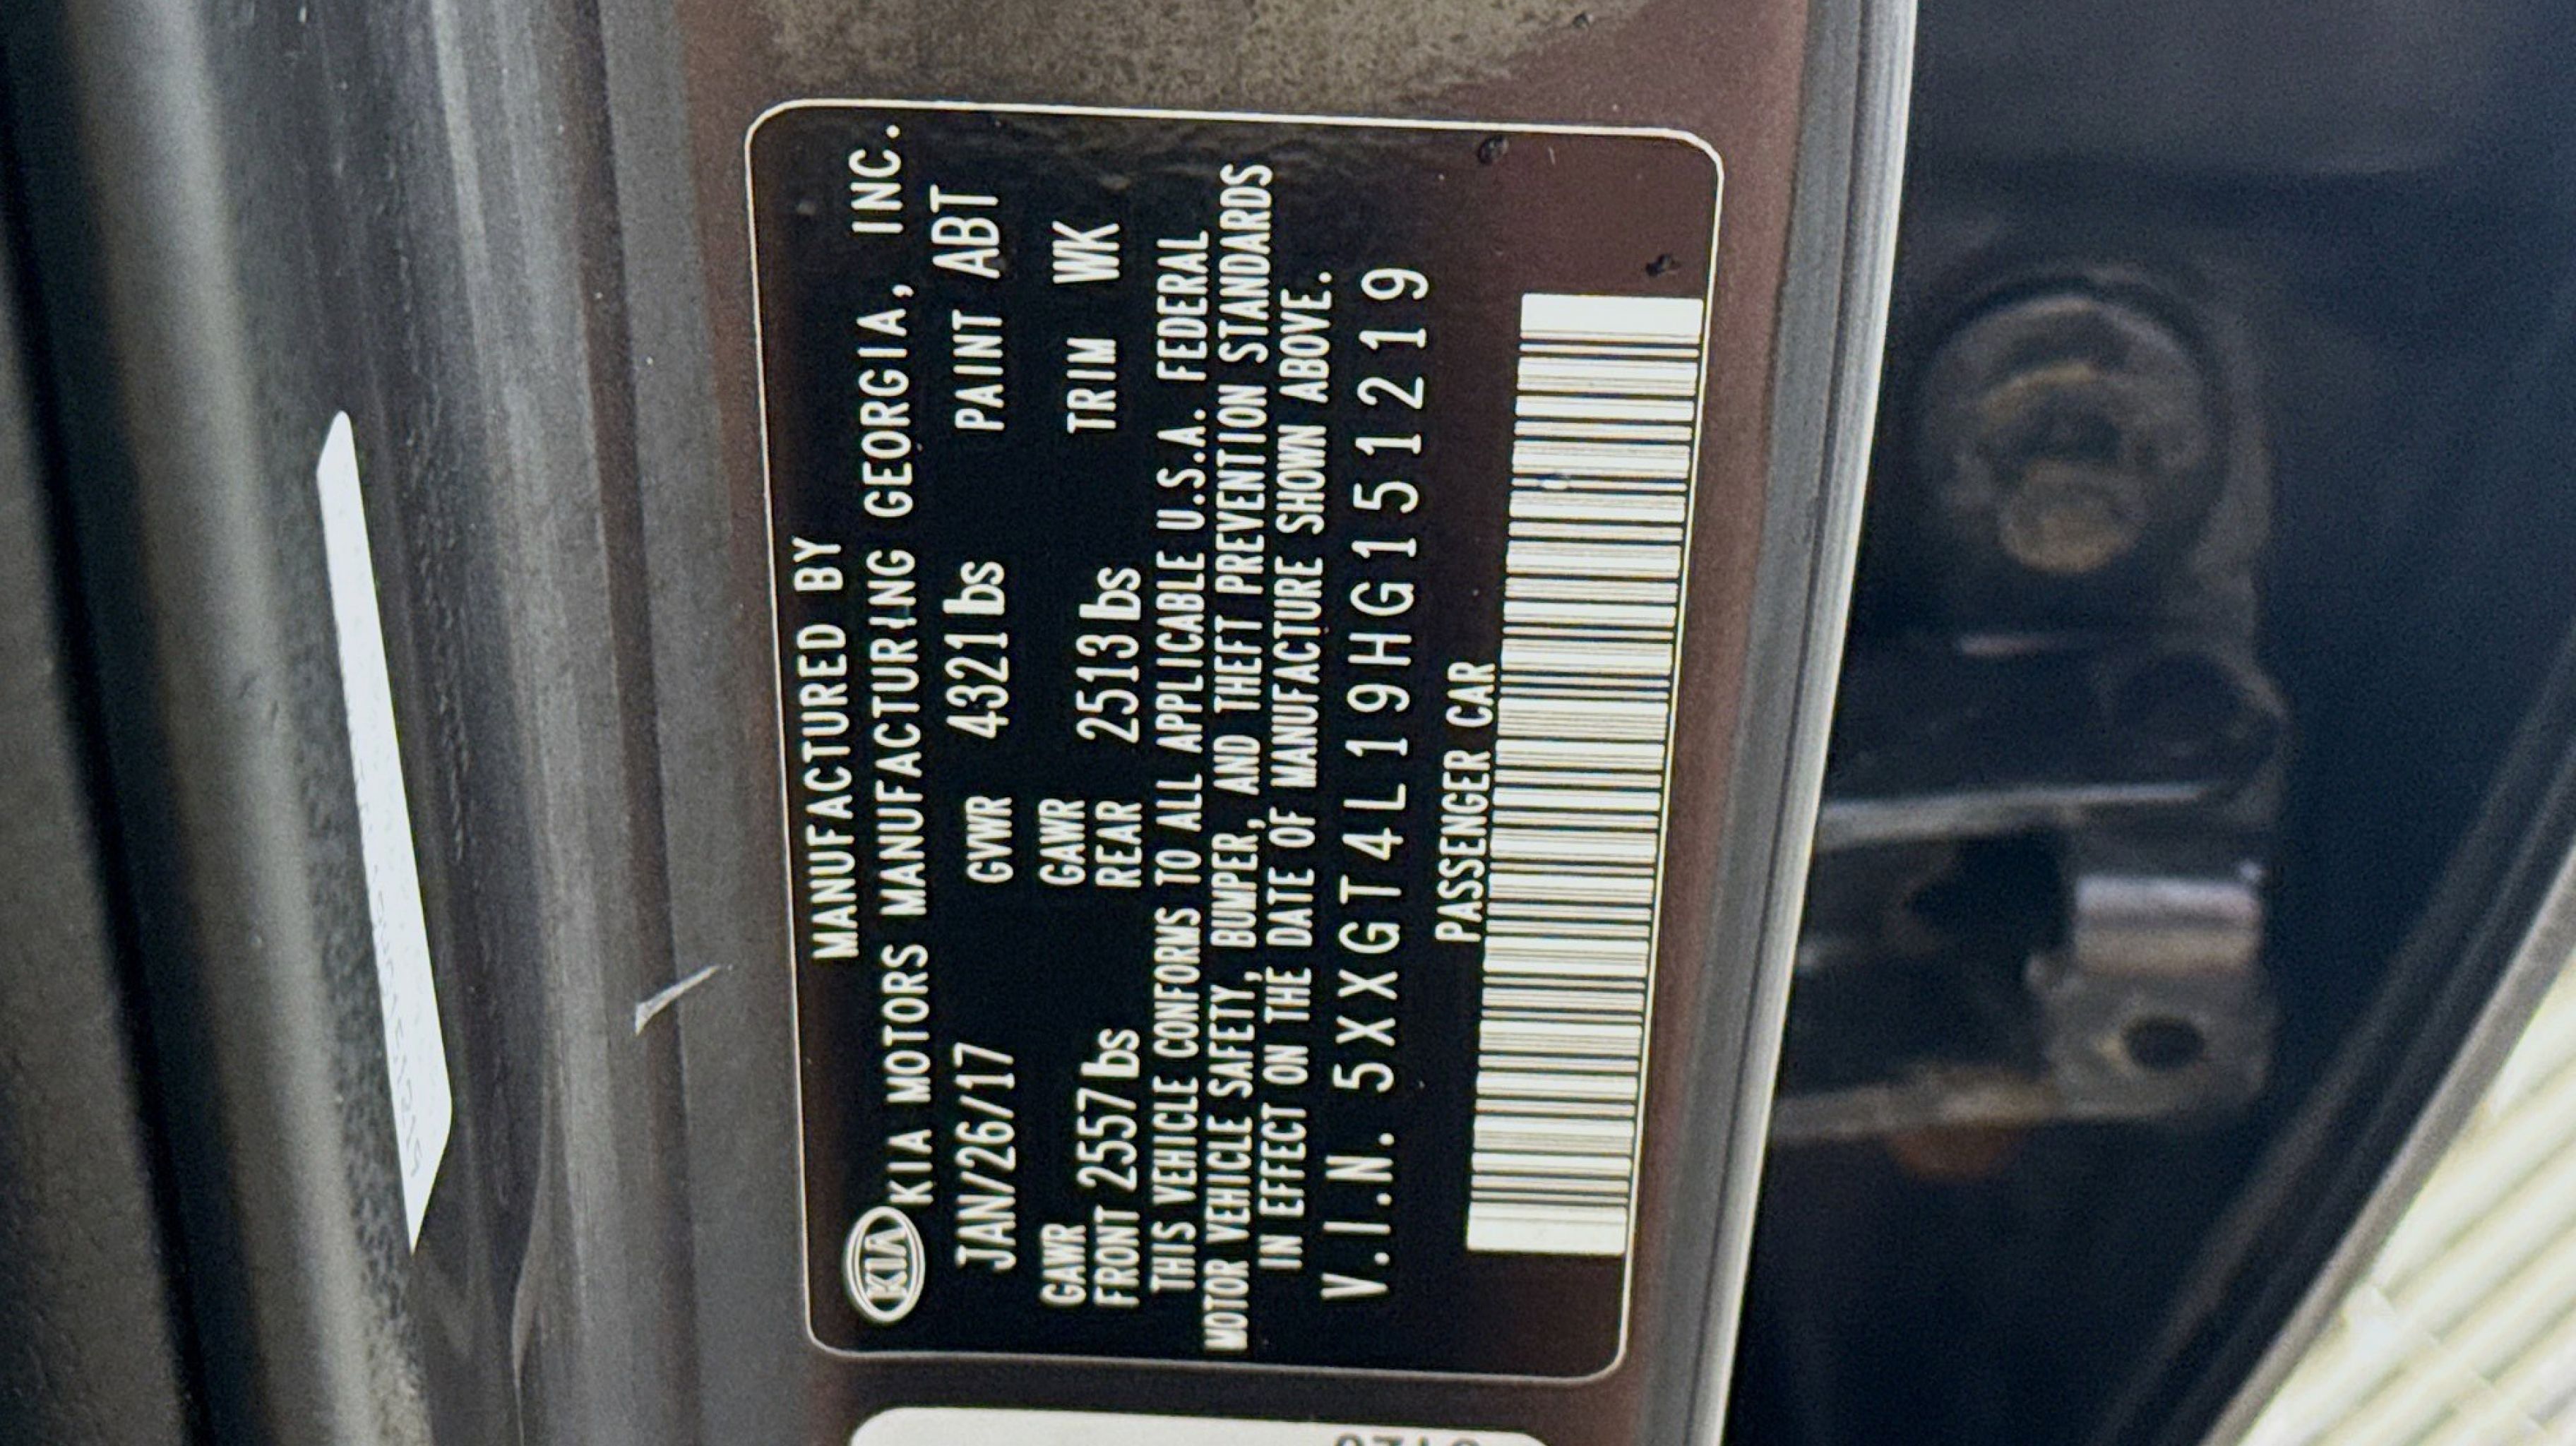 MANUFACTURED BY
KIA KIA MOTORS MANUFACTURING GEORGIA, INC.
JAN/26/17 GVWR 4321lbs PAINT ABT
GAWR FRONT 2557lbs GAWR REAR 2513lbs TRIM WK
THIS VEHICLE CONFORMS TO ALL APPLICABLE U.S.A. FEDERAL
MOTOR VEHICLE SAFETY, BUMPER, AND THEFT PREVENTION STANDARDS
IN EFFECT ON THE DATE OF MANUFACTURE SHOWN ABOVE.
V.I.N. 5XXGT4L19HG151219
PASSENGER CAR